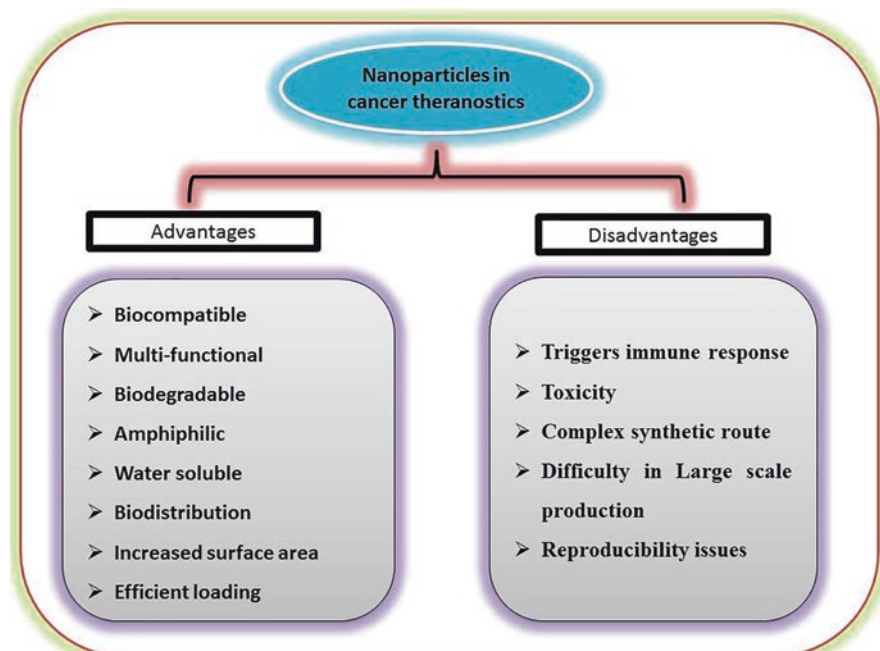 Nanoparticles in
cancer theranostics
Advantages
Biocompatible
Multi-functional
Biodegradable
Amphiphilic
Water soluble
Biodistribution
Increased surface area
Efficient loading
Disadvantages
Triggers immune response
Toxicity
Complex synthetic route
Difficulty in Large scale
production
Reproducibility issues